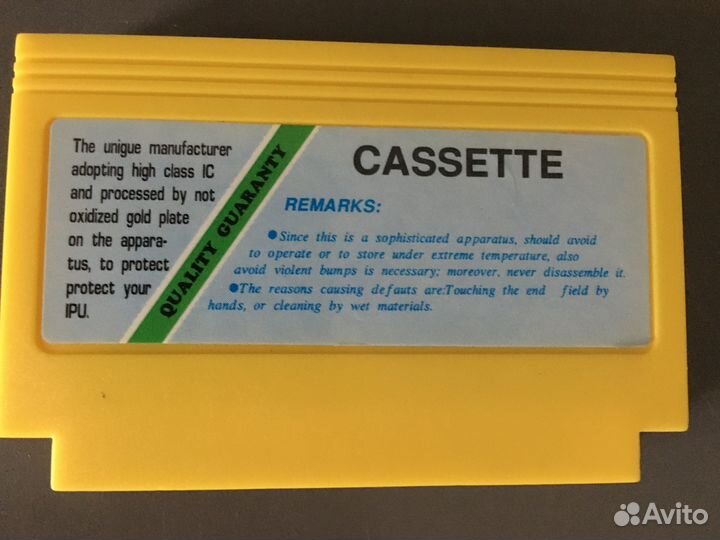 The unigue manufacturer
adopting high class IC
and processed by not
oxidized gold plate
on the appara-
tus, to protect
protect your
IPU.
QUALITY GUARANTY
CASSETTE
REMARKS:
●Since this is a sophisticated apparatus, should avoid
to operate or to store under extreme temperature, also
avoid violent bumps is necessary; moreover, never disassemble it.
●The reasons causing defauts are:Touching the end field by
hands, or cleaning by wet materials.
Avito